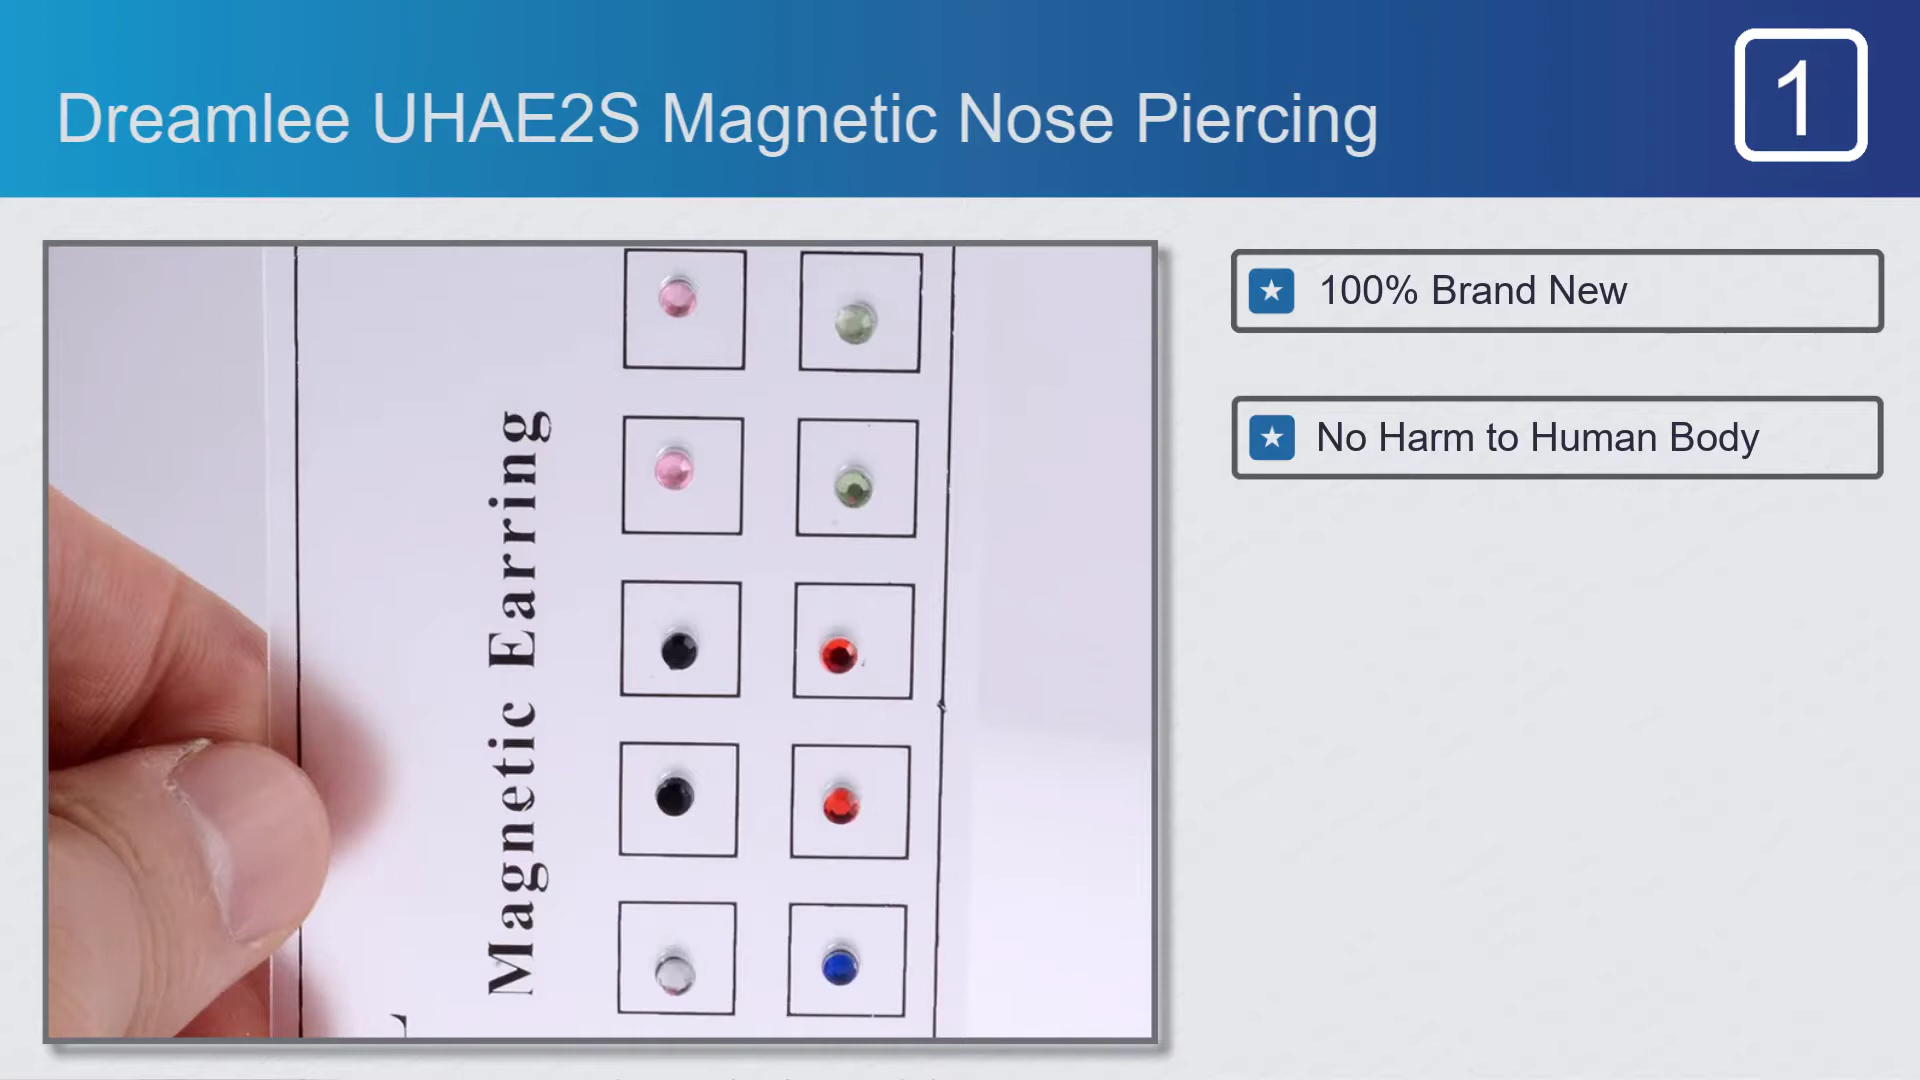 Dreamlee UHAE2S Magnetic Nose Piercing
1
Magnetic Earring
100% Brand New
No Harm to Human Body